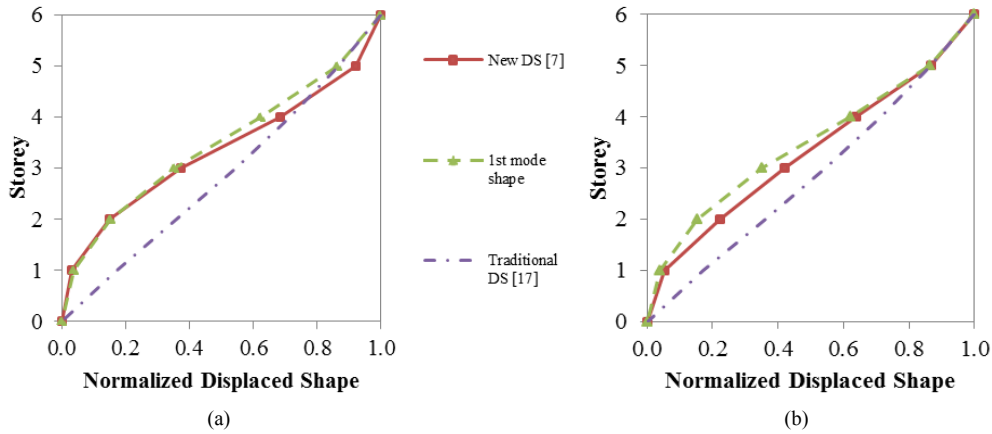 6
5
4
3
2
1
0
Storey
0.0 0.2 0.4 0.6 0.8 1.0
Normalized Displaced Shape
(a)
New DS [7]
1st mode
shape
Traditional
DS [17]
6
5
4
3
2
1
0
Storey
0.0 0.2 0.4 0.6 0.8 1.0
Normalized Displaced Shape
(b)